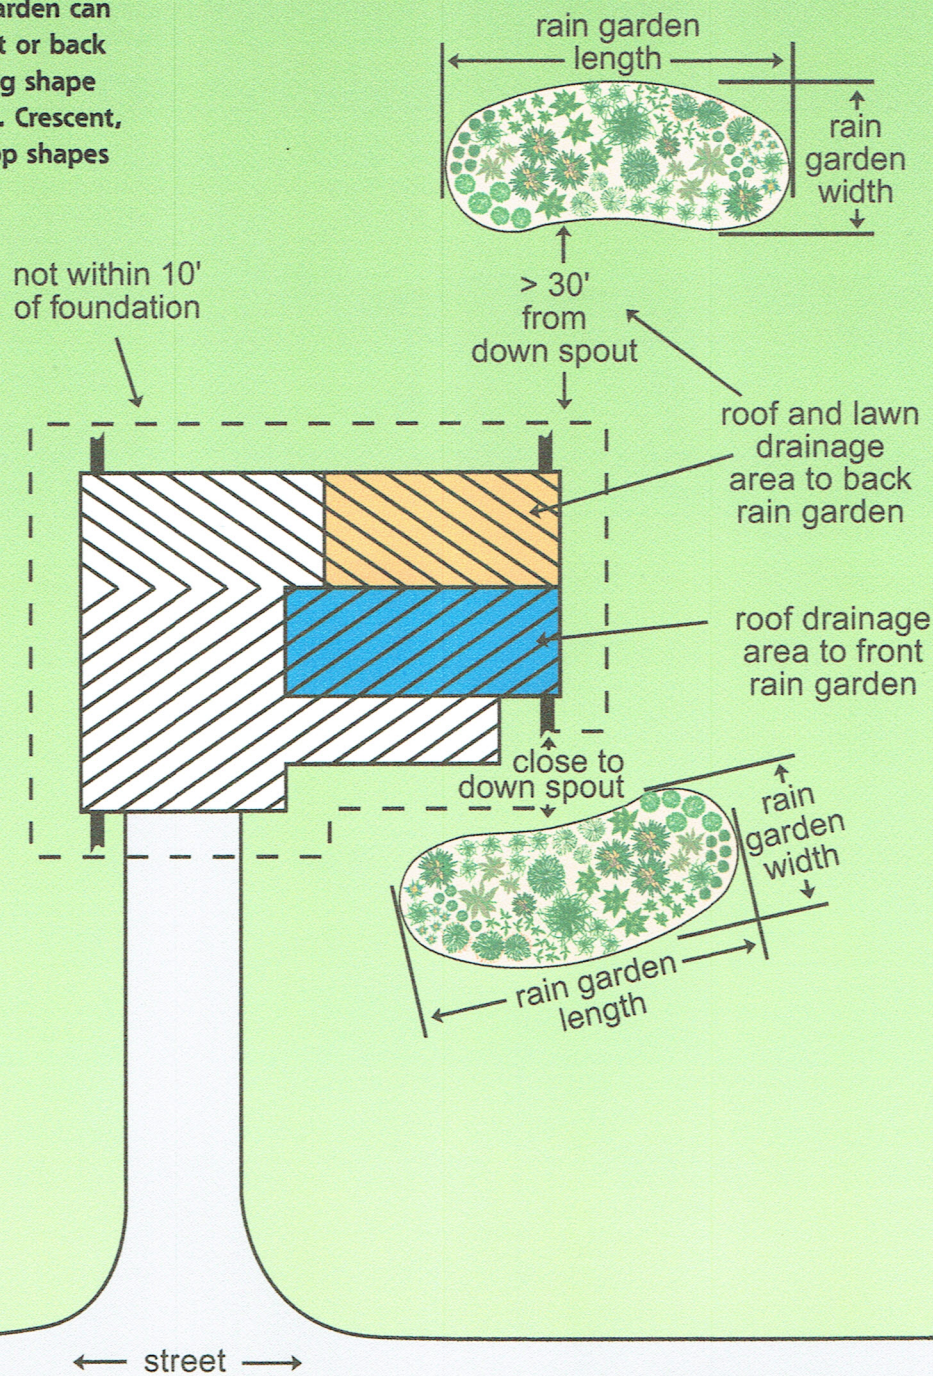 arden can
t or back
g shape
. Crescent,
op shapes
rain garden
length
rain
garden
width
not within 10'
of foundation
> 30'
from
down spout
roof and lawn
drainage
area to back
rain garden
roof drainage
area to front
rain garden
close to
down spout
rain
garden
width
rain garden
length
street